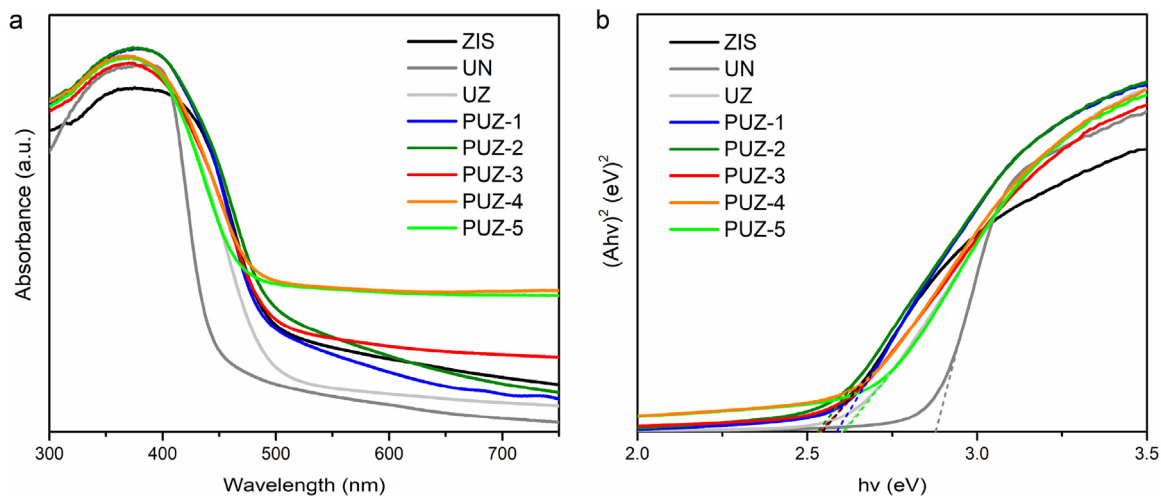 a
ZIS
UN
UZ
PUZ-1
PUZ-2
PUZ-3
PUZ-4
PUZ-5
Absorbance (a.u.)
300 400 500 600 700
Wavelength (nm)
b
ZIS
UN
UZ
PUZ-1
PUZ-2
PUZ-3
PUZ-4
PUZ-5
(Ahν)² (eV)²
2.0 2.5 3.0 3.5
hν (eV)